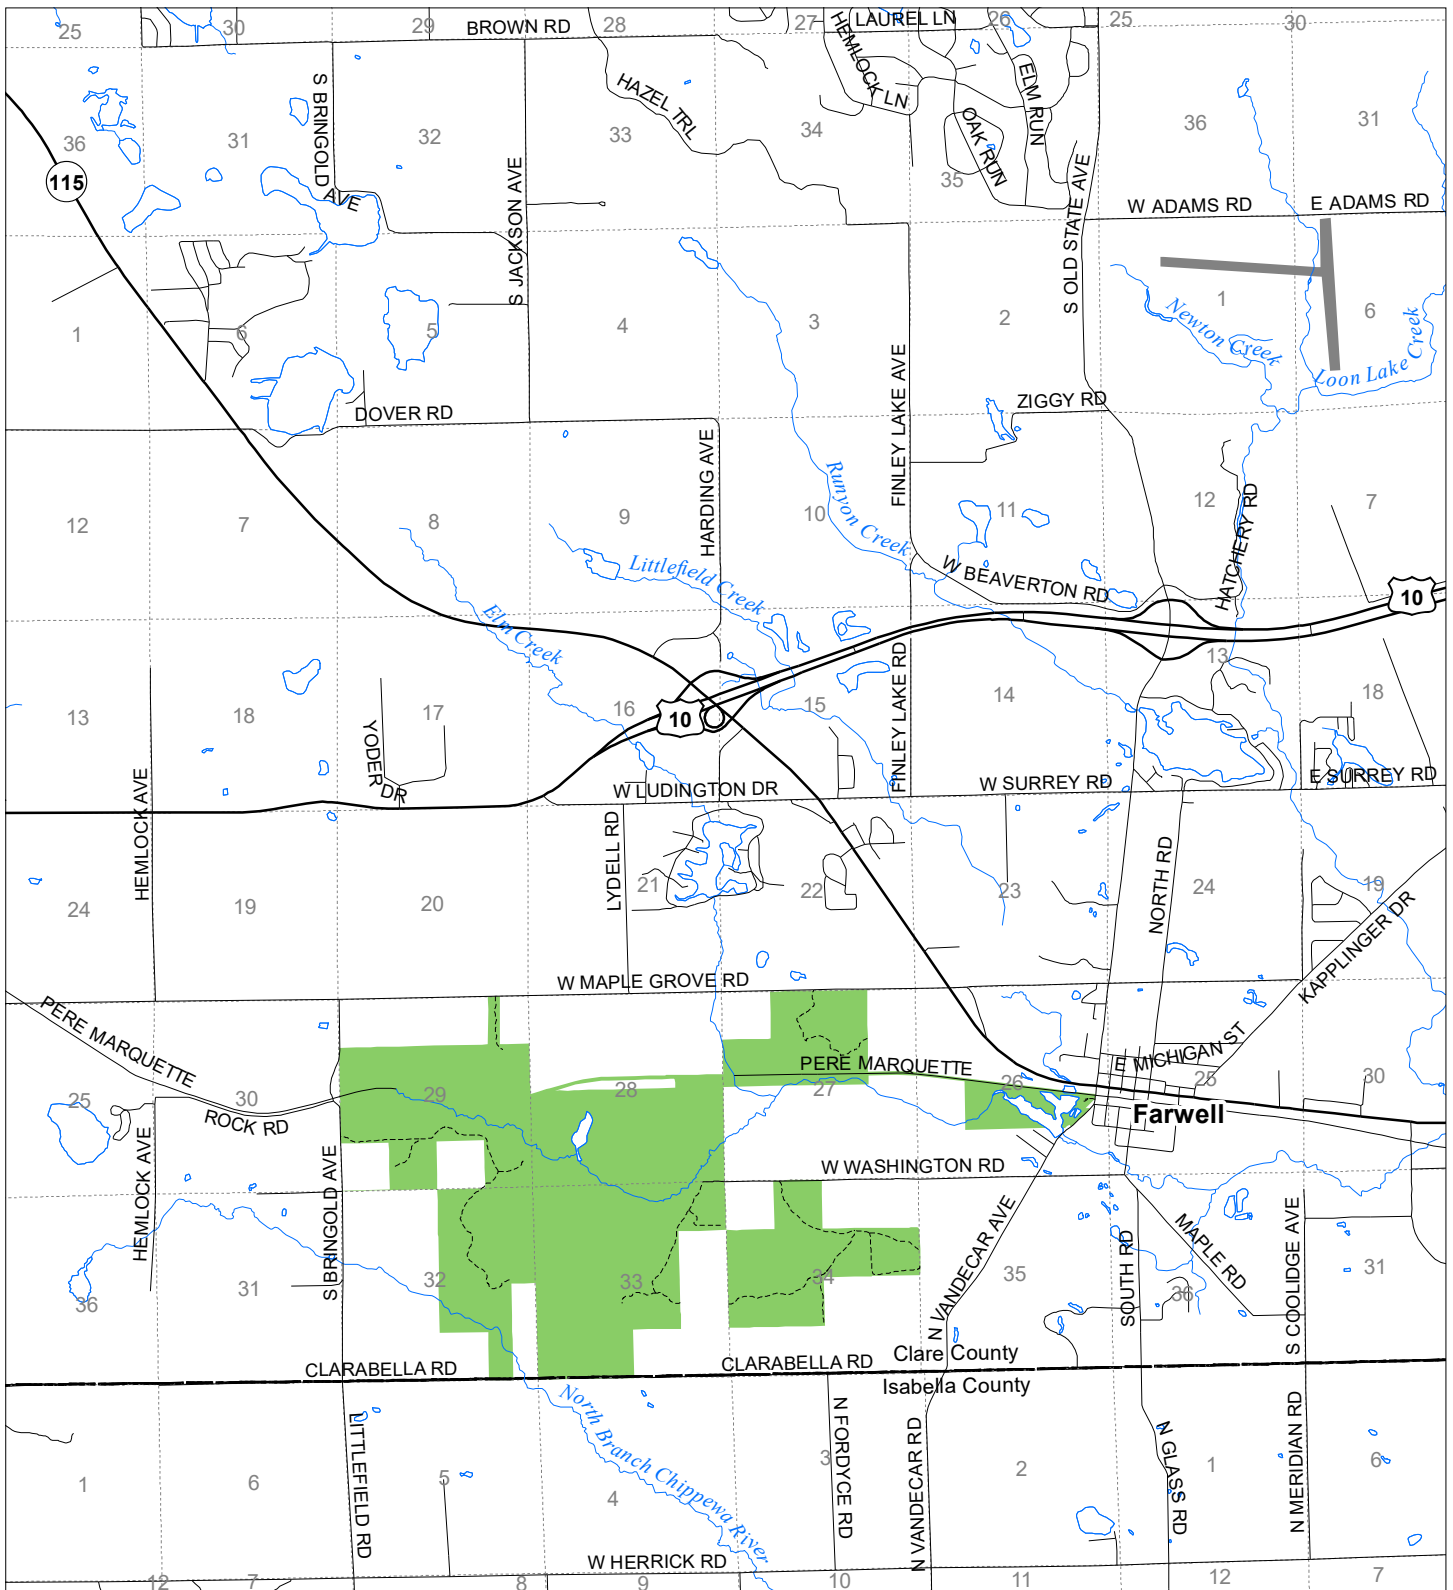 25
30
29
BROWN RD
28
27
LAUREL LN
26
25
30
HEMLOCK LN
ELM RUN
S BRINGOLD AVE
HAZEL TRL
36
31
32
33
34
OAK RUN
35
36
31
115
S JACKSON AVE
S OLD STATE AVE
W ADAMS RD
E ADAMS RD
1
6
5
4
3
2
1
6
Newton Creek
Loon Lake Creek
FINLEY LAKE AVE
DOVER RD
ZIGGY RD
HARDING AVE
Runyon Creek
12
7
8
9
10
11
12
7
HATCHERY RD
Littlefield Creek
W BEAVERTON RD
10
Elm Creek
13
18
17
16
10
15
FINLEY LAKE RD
14
13
18
YODER DR
HEMLOCK AVE
W LUDINGTON DR
W SURREY RD
E SURREY RD
LYDELL RD
NORTH RD
24
19
20
21
22
23
24
19
KAPPLINGER DR
W MAPLE GROVE RD
PERE MARQUETTE
PERE MARQUETTE
E MICHIGAN ST
25
30
29
28
27
26
25
30
ROCK RD
Farwell
HEMLOCK AVE
S BRINGOLD AVE
W WASHINGTON RD
N VANDECAR AVE
MAPLE RD
SOUTH RD
S COOLIDGE AVE
36
31
32
33
34
35
36
31
CLARABELLA RD
CLARABELLA RD
Clare County
Isabella County
LITTLEFIELD RD
North Branch Chippewa River
N FORDYCE RD
N VANDECAR RD
N GLASS RD
N MERIDIAN RD
1
6
5
4
3
2
1
6
W HERRICK RD
12
7
8
9
10
11
12
7